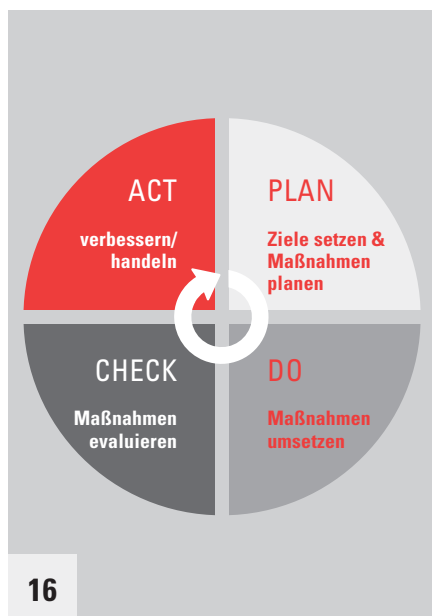 ACT
verbessern/
handeln
PLAN
Ziele setzen &
Maßnahmen
planen
CHECK
Maßnahmen
evaluieren
DO
Maßnahmen
umsetzen
16